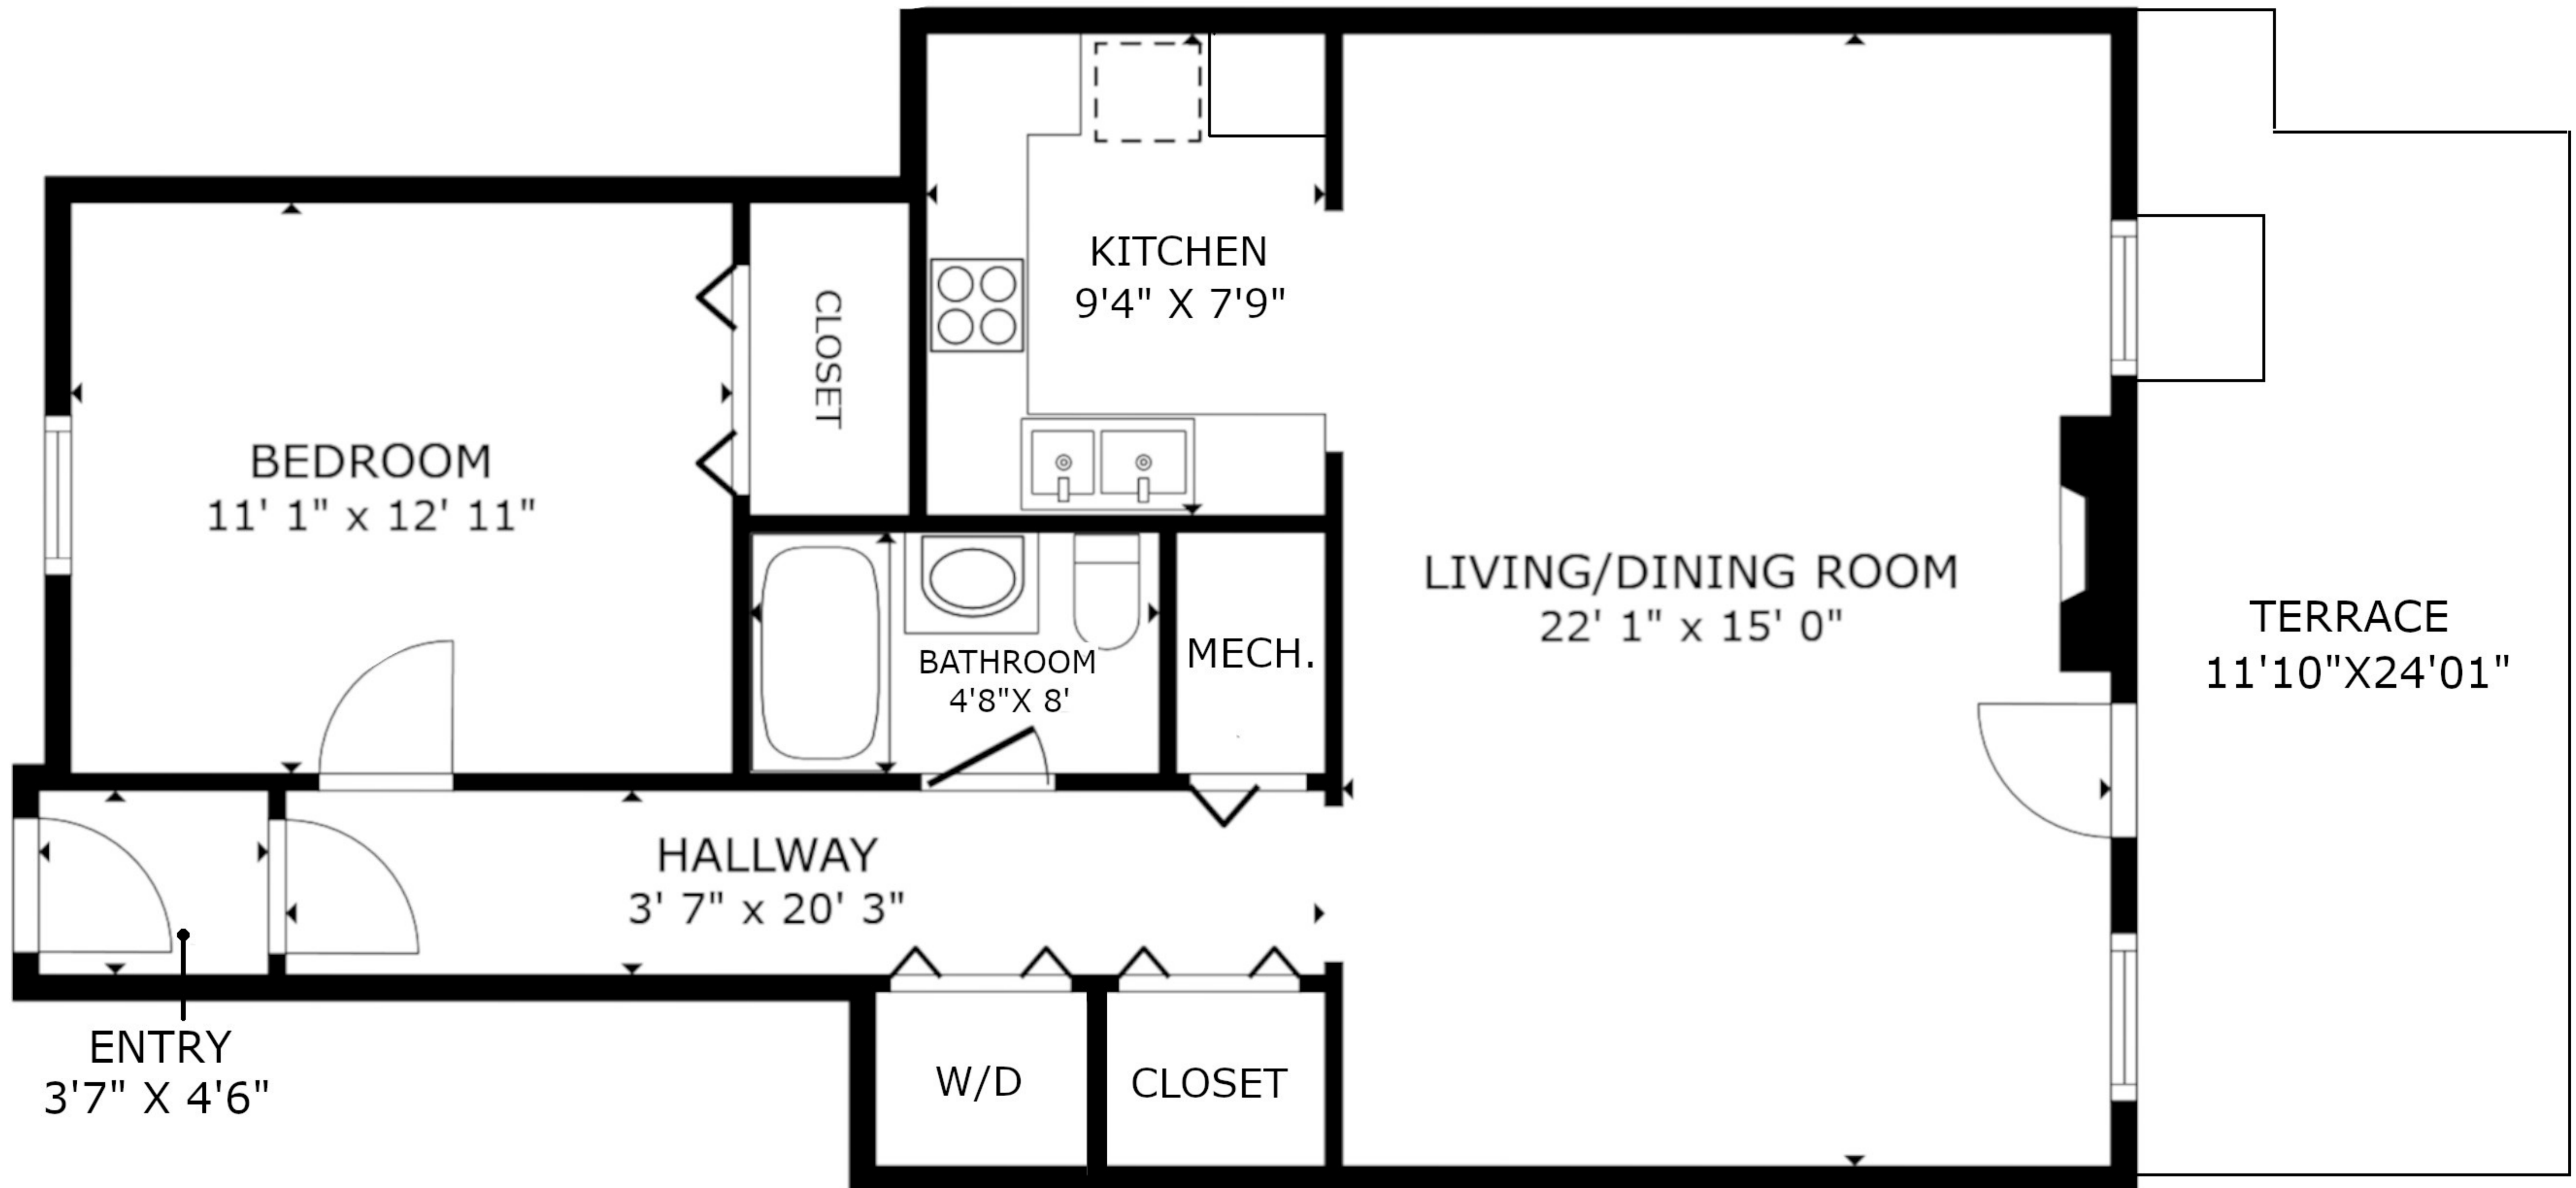 KITCHEN
9'4" X 7'9"
CLOSET
BEDROOM
11' 1" x 12' 11"
LIVING/DINING ROOM
22' 1" x 15' 0"
TERRACE
11'10"X24'01"
BATHROOM
4'8"X 8'
MECH.
HALLWAY
3' 7" x 20' 3"
ENTRY
3'7" X 4'6"
W/D
CLOSET